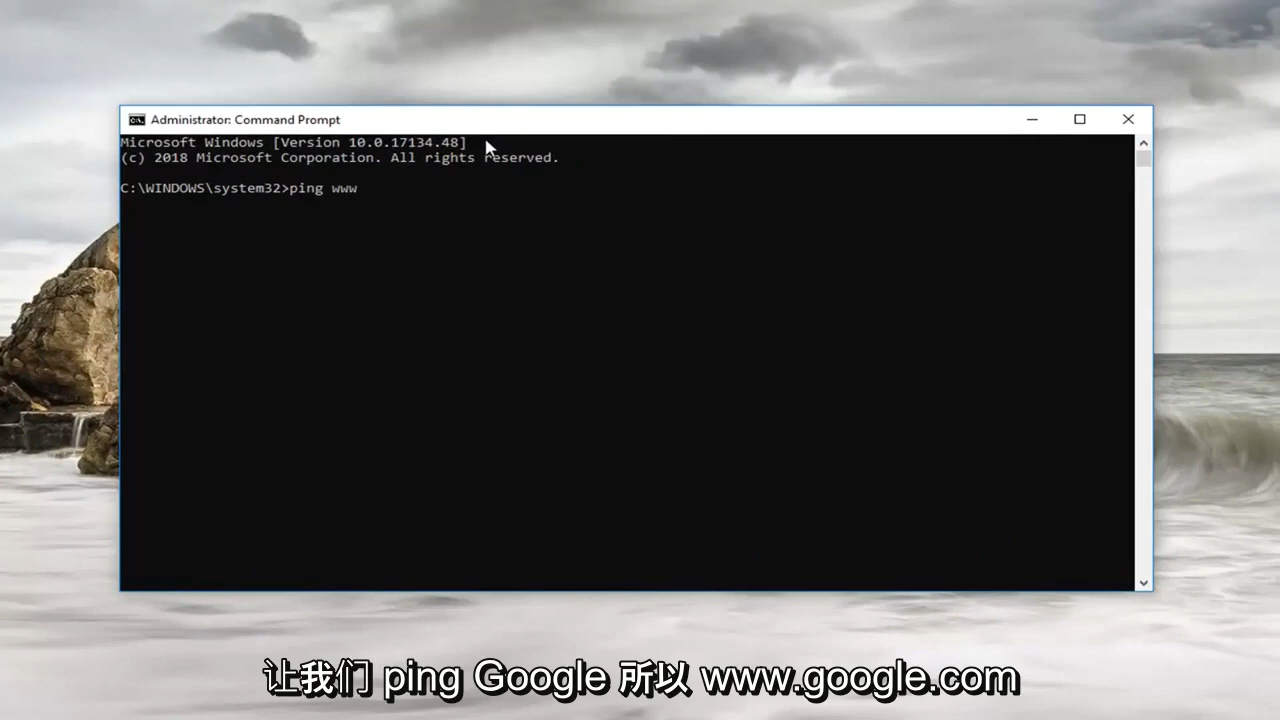 Administrator: Command Prompt
Microsoft Windows [Version 10.0.17134.48]
(c) 2018 Microsoft Corporation. All rights reserved.
C:\WINDOWS\system32>ping www
让我们 ping Google 所以 www.google.com